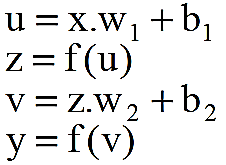 u = x.w₁ + b₁
z = f(u)
v = z.w₂ + b₂
y = f(v)